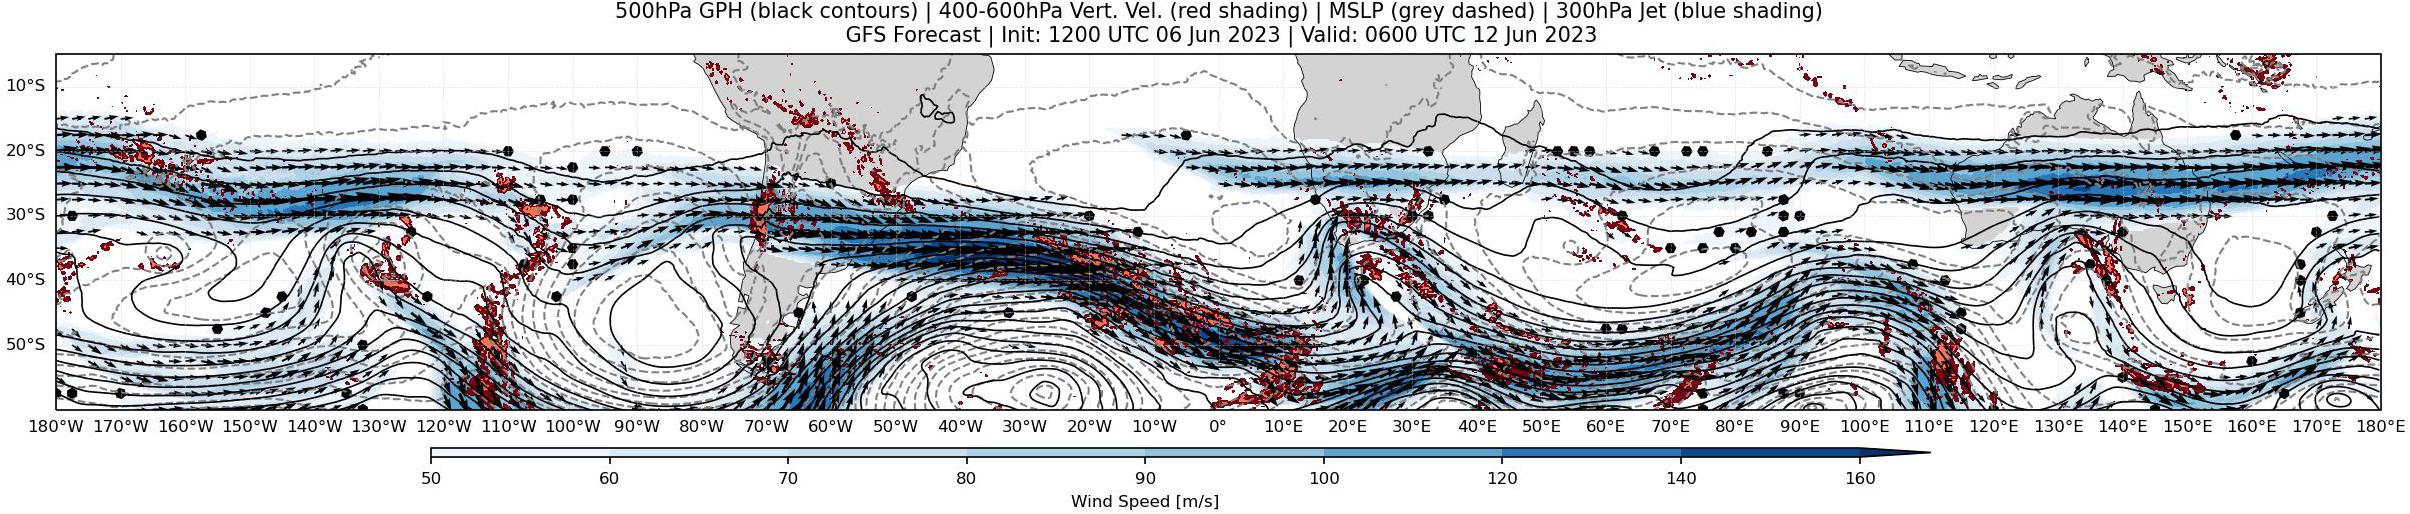 500hPa GPH (black contours) | 400-600hPa Vert. Vel. (red shading) | MSLP (grey dashed) | 300hPa Jet (blue shading)
GFS Forecast | Init: 1200 UTC 06 Jun 2023 | Valid: 0600 UTC 12 Jun 2023
10°S
20°S
30°S
40°S
50°S
180°W 170°W 160°W 150°W 140°W 130°W 120°W 110°W 100°W 90°W 80°W 70°W 60°W 50°W 40°W 30°W 20°W 10°W 0° 10°E 20°E 30°E 40°E 50°E 60°E 70°E 80°E 90°E 100°E 110°E 120°E 130°E 140°E 150°E 160°E 170°E 180°E
50 60 70 80 90 100 120 140 160
Wind Speed [m/s]